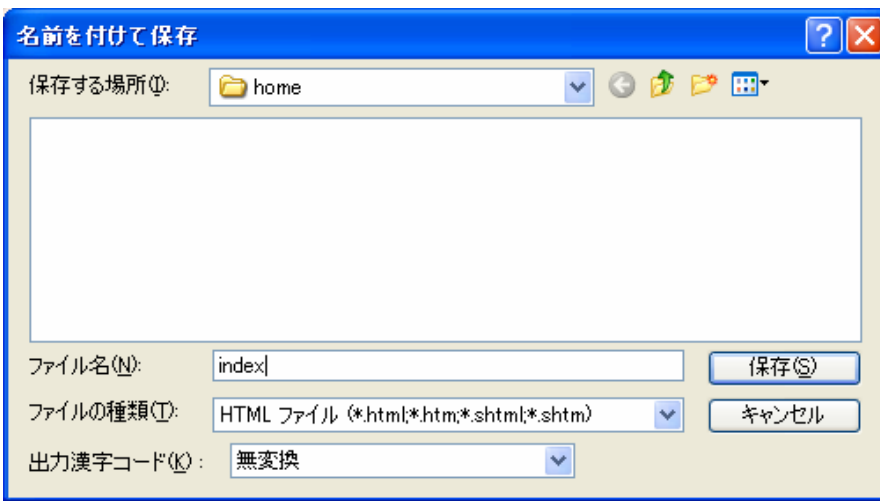 名前を付けて保存
保存する場所(I): home
ファイル名(N): index 保存(S)
ファイルの種類(T): HTML ファイル (*.html;*.htm;*.shtml;*.shtm) キャンセル
出力漢字コード(K) : 無変換